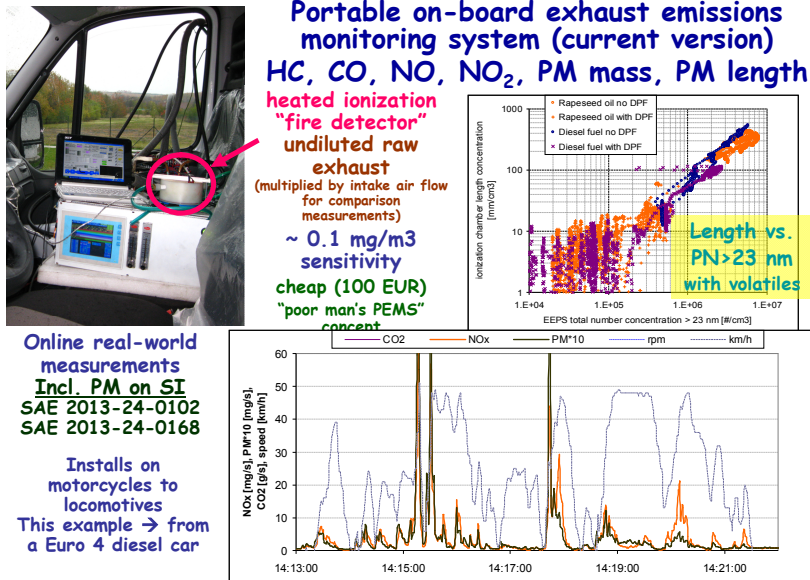 Portable on-board exhaust emissions
monitoring system (current version)
HC, CO, NO, NO2, PM mass, PM length
heated ionization
“fire detector”
undiluted raw
exhaust
(multiplied by intake air flow
for comparison
measurements)
~ 0.1 mg/m3
sensitivity
cheap (100 EUR)
“poor man’s PEMS”
concept
ionization chamber length concentration
[mm/cm3]
1000
100
10
1
Rapeseed oil no DPF
Rapeseed oil with DPF
Diesel fuel no DPF
Diesel fuel with DPF
Length vs.
PN>23 nm
with volatiles
1.E+04 1.E+05 1.E+06 1.E+07
EEPS total number concentration > 23 nm [#/cm3]
Online real-world
measurements
Incl. PM on SI
SAE 2013-24-0102
SAE 2013-24-0168
Installs on
motorcycles to
locomotives
This example → from
a Euro 4 diesel car
CO2 NOx PM*10 rpm km/h
NOx [mg/s], PM*10 [mg/s],
CO2 [g/s], speed [km/h]
60
50
40
30
20
10
0
14:13:00 14:15:00 14:17:00 14:19:00 14:21:00